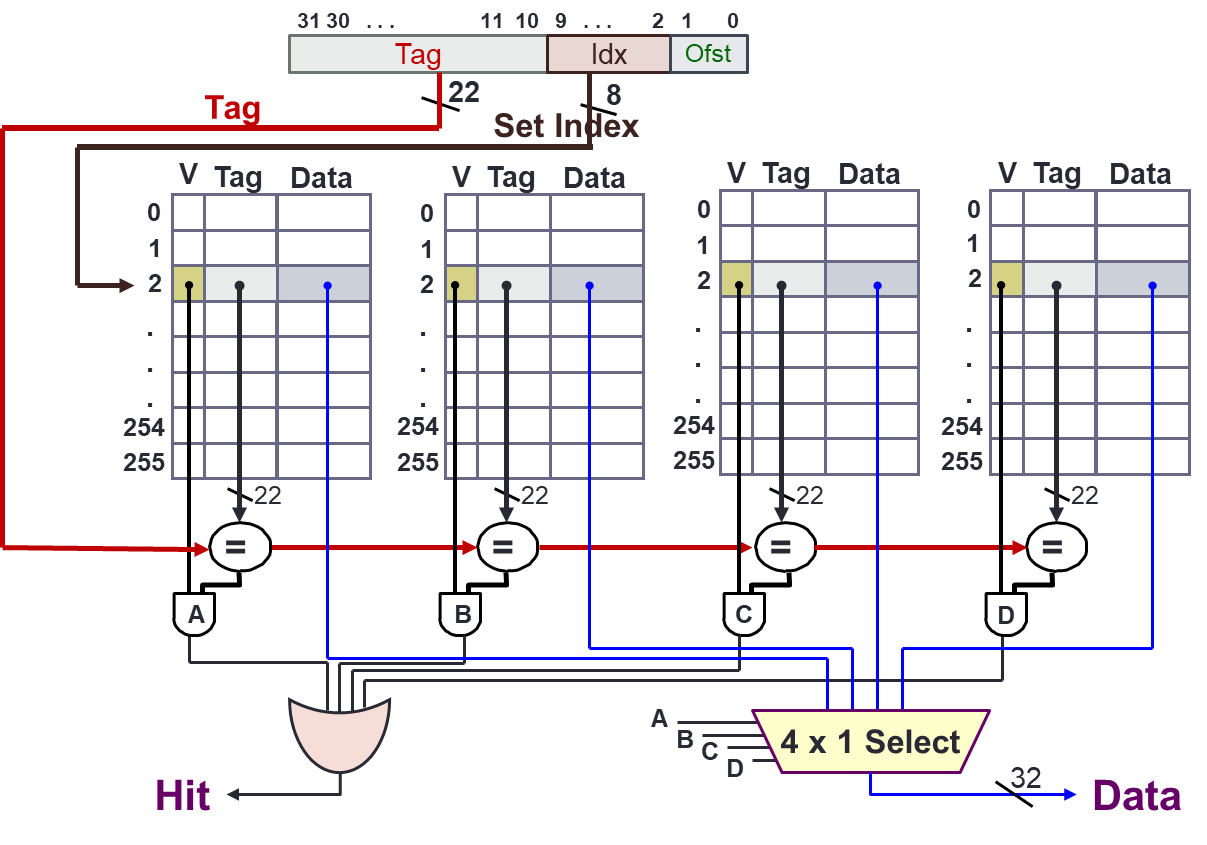 31 30 ... 11 10 9 ... 2 1 0
Tag Idx Ofst
22 8
Tag
Set Index
V Tag Data V Tag Data V Tag Data V Tag Data
0 0 0 0
1 1 1 1
2 2 2 2
. . . .
. . . .
. . . .
254 254 254 254
255 255 255 255
22 22 22 22
= = = =
A B C D
A
B
C
D
4 x 1 Select
Hit
32
Data